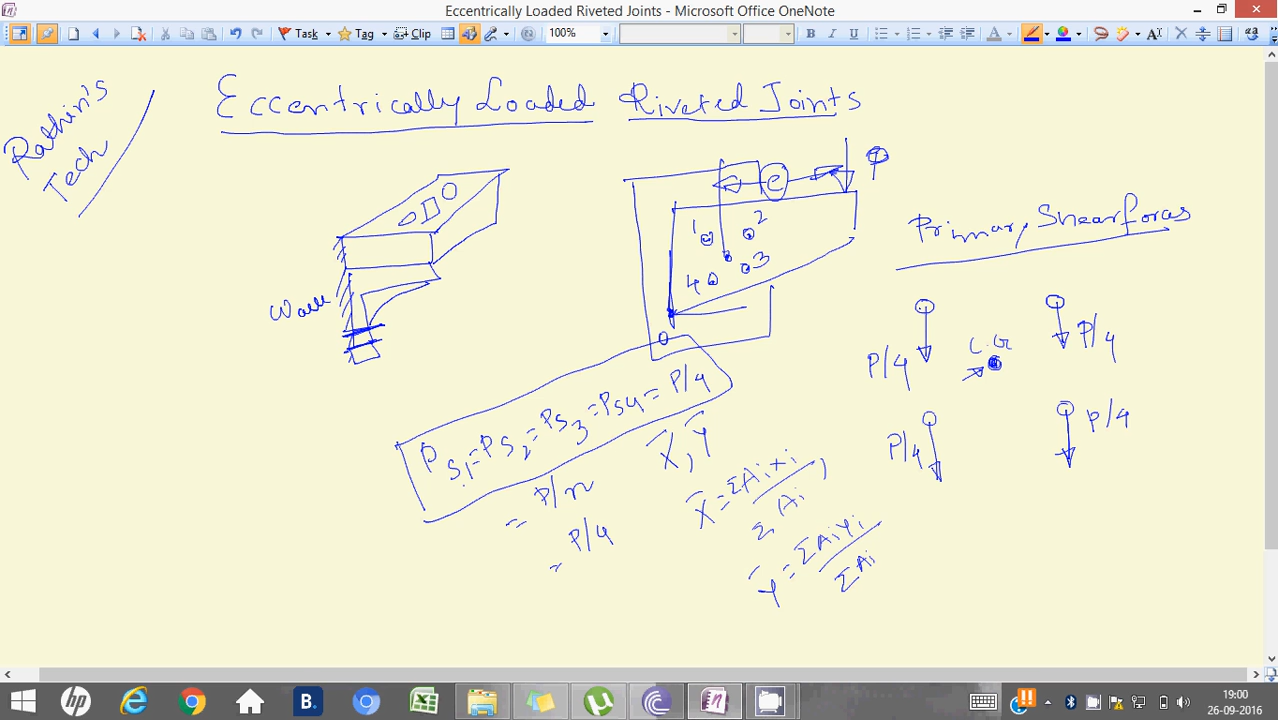 Eccentrically Loaded Riveted Joints - Microsoft Office OneNote
Task
Tag
Clip
100%
B I U
Rathin's
Tech
Eccentrically Loaded Riveted Joints
P
e
1 2
3
4
O
Wall
Primary Shear forces
P/4
P/4
C.G
P/4
P/4
Ps1=Ps2=Ps3=Ps4=P/4
= P/n
= P/4
X̄, Ȳ
X̄ = ΣAixi / ΣAi,
Ȳ = ΣAiyi / ΣAi
hp
B.
19:00
26-09-2016